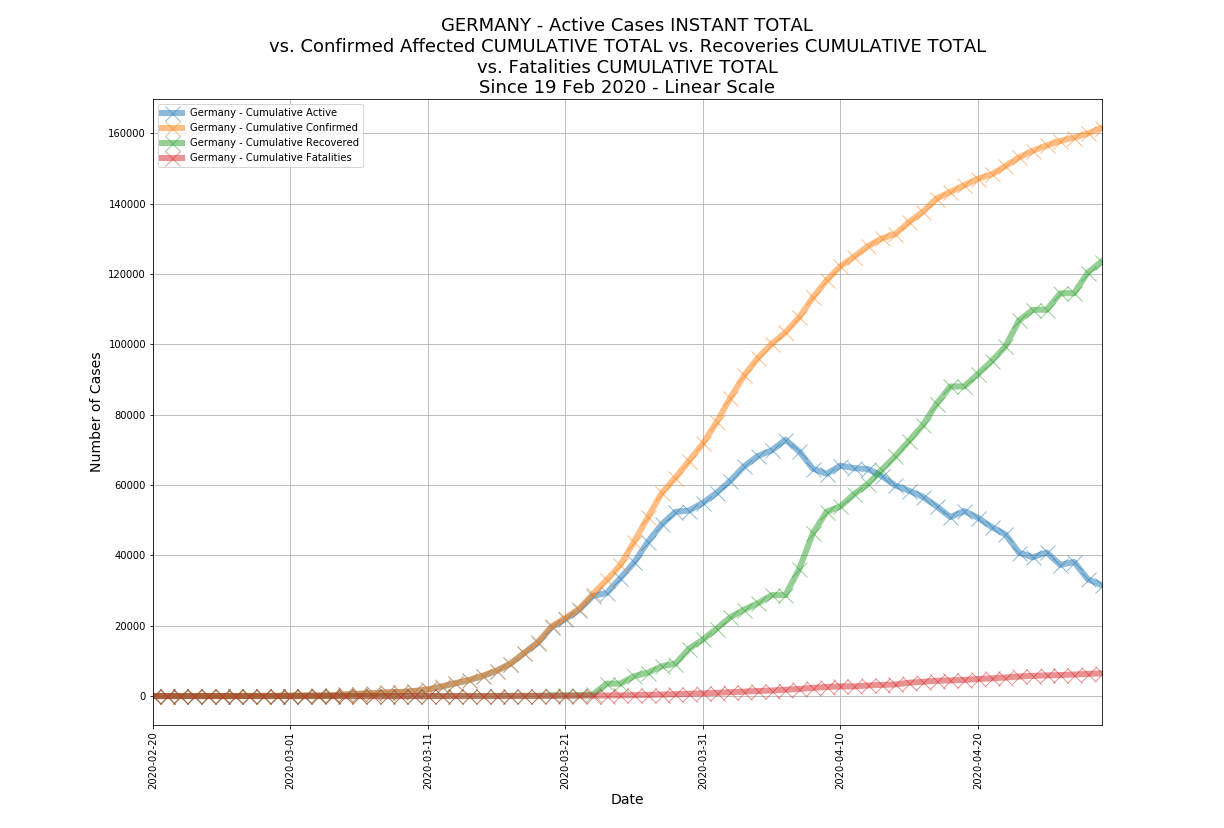 GERMANY - Active Cases INSTANT TOTAL
vs. Confirmed Affected CUMULATIVE TOTAL vs. Recoveries CUMULATIVE TOTAL
vs. Fatalities CUMULATIVE TOTAL
Since 19 Feb 2020 - Linear Scale
Germany - Cumulative Active
Germany - Cumulative Confirmed
Germany - Cumulative Recovered
Germany - Cumulative Fatalities
160000
140000
120000
100000
80000
60000
40000
20000
0
Number of Cases
2020-02-20
2020-03-01
2020-03-11
2020-03-21
2020-03-31
2020-04-10
2020-04-20
Date